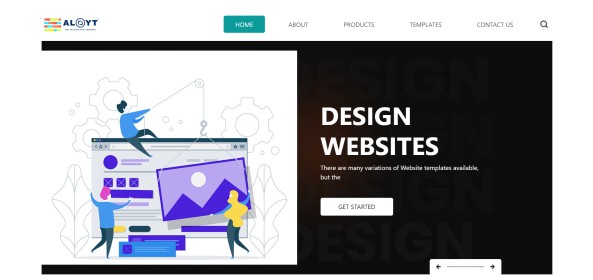 ALOYT
HOME
ABOUT
PRODUCTS
TEMPLATES
CONTACT US
DESIGN
DESIGN
WEBSITES
There are many variations of Website templates available,
but the
GET STARTED
DESIGN
DESIGN